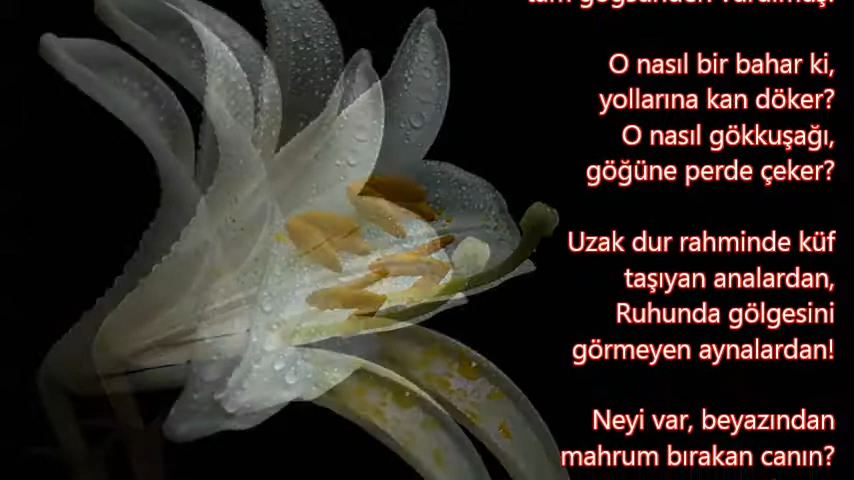 O nasıl bir bahar ki,
yollarına kan döker?
O nasıl gökkuşağı,
göğüne perde çeker?
Uzak dur rahminde küf
taşıyan analardan,
Ruhunda gölgesini
görmeyen aynalardan!
Neyi var, beyazından
mahrum bırakan canın?